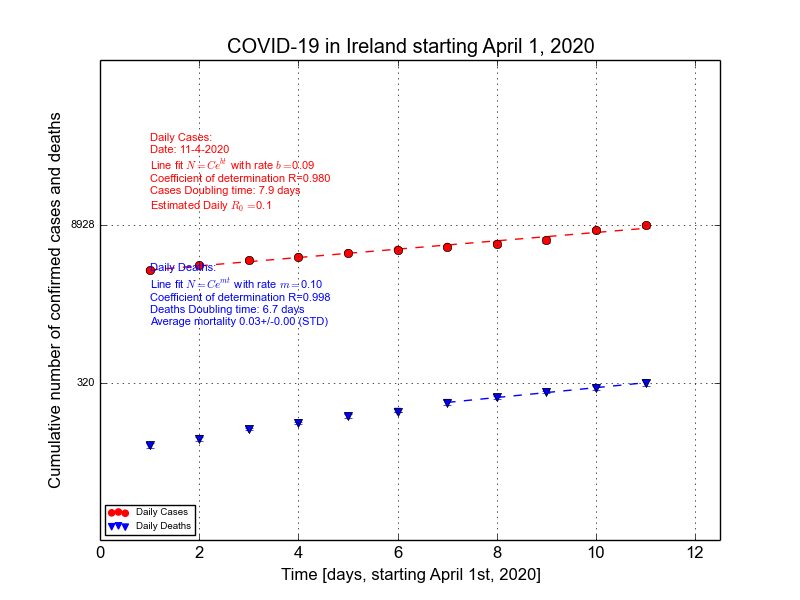 COVID-19 in Ireland starting April 1, 2020
Daily Cases:
Date: 11-4-2020
Line fit N = Ce^{bt} with rate b =0.09
Coefficient of determination R=0.980
Cases Doubling time: 7.9 days
Estimated Daily R_0 =0.1
Daily Deaths:
Line fit N = Ce^{mt} with rate m =0.10
Coefficient of determination R=0.998
Deaths Doubling time: 6.7 days
Average mortality 0.03+/-0.00 (STD)
8928
320
Cumulative number of confirmed cases and deaths
Daily Cases
Daily Deaths
0 2 4 6 8 10 12
Time [days, starting April 1st, 2020]